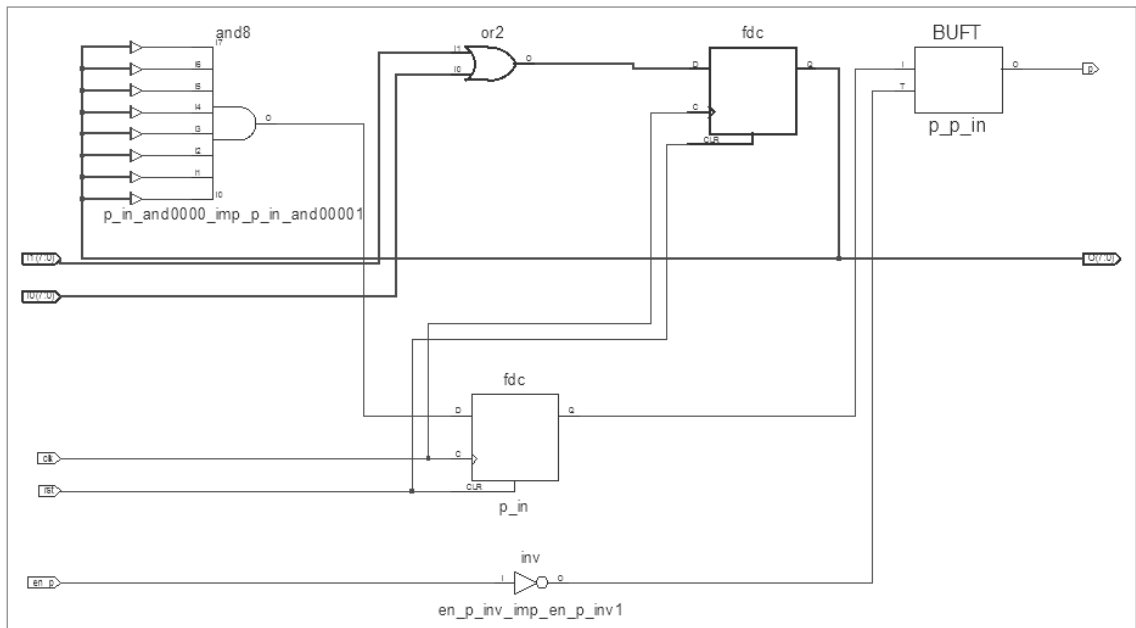 and8
or2
fdc
BUFT
I7
I6
I5
I4
I3
I2
I1
I0
O
I1
I0
O
D
Q
C
CLR
I
T
O
p
p_p_in
p_in_and0000_imp_p_in_and00001
I1(7:0)
O(7:0)
I0(7:0)
fdc
D
Q
C
CLR
clk
rst
p_in
inv
en_p
I
O
en_p_inv_imp_en_p_inv1